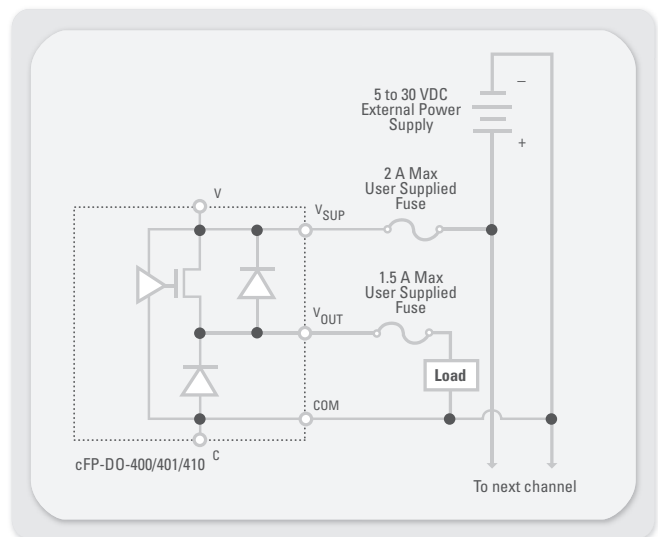 5 to 30 VDC
External Power
Supply
–
+
2 A Max
User Supplied
Fuse
V
VSUP
1.5 A Max
User Supplied
Fuse
VOUT
Load
COM
C
cFP-DO-400/401/410
To next channel